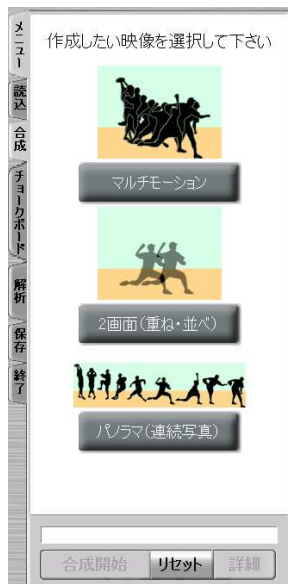 作成したい映像を選択して下さい
メニュー
読込
合成
チョークボード
解析
保存
終了
マルチモーション
2画面(重ね・並べ)
パノラマ(連続写真)
合成開始
リセット
詳細